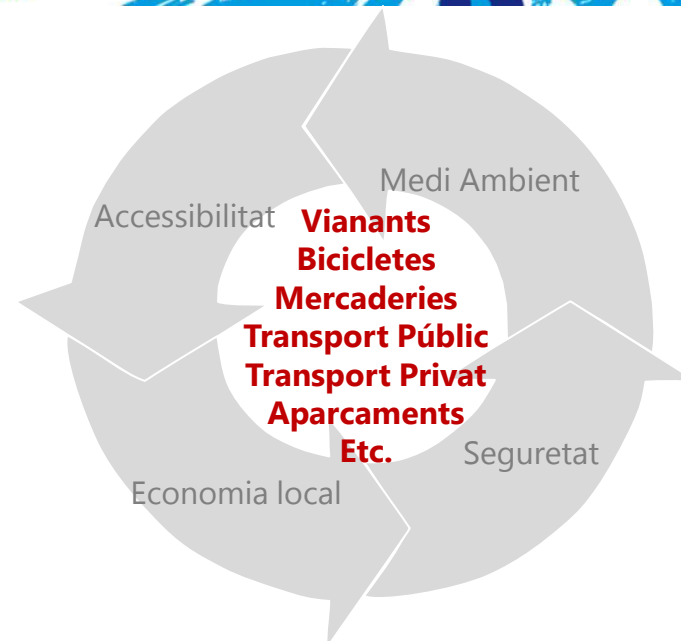 Medi Ambient
Accessibilitat
Vianants
Bicicletes
Mercaderies
Transport Públic
Transport Privat
Aparcaments
Etc.
Seguretat
Economia local